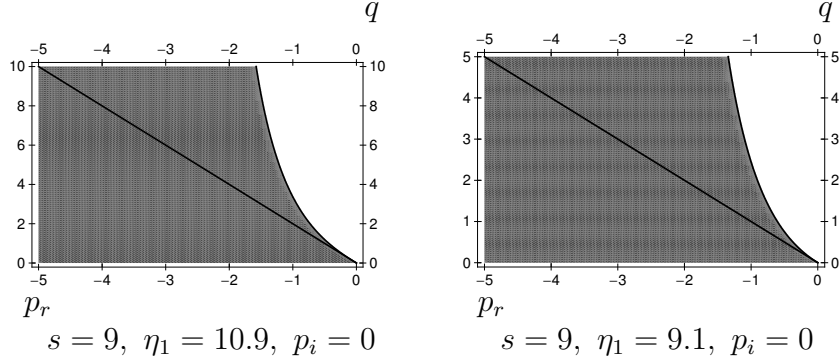 q q
−5 −4 −3 −2 −1 0 −5 −4 −3 −2 −1 0
10 10 5 5
8 8 4 4
6 6 3 3
4 4 2 2
2 2 1 1
0 0 0 0
−5 −4 −3 −2 −1 0 −5 −4 −3 −2 −1 0
p_r p_r
s = 9, η₁ = 10.9, p_i = 0 s = 9, η₁ = 9.1, p_i = 0